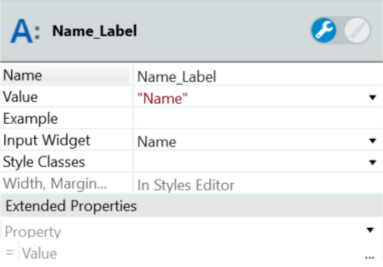 A: Name_Label
Name Name_Label
Value "Name"
Example
Input Widget Name
Style Classes
Width, Margin... In Styles Editor
Extended Properties
Property
= Value ...